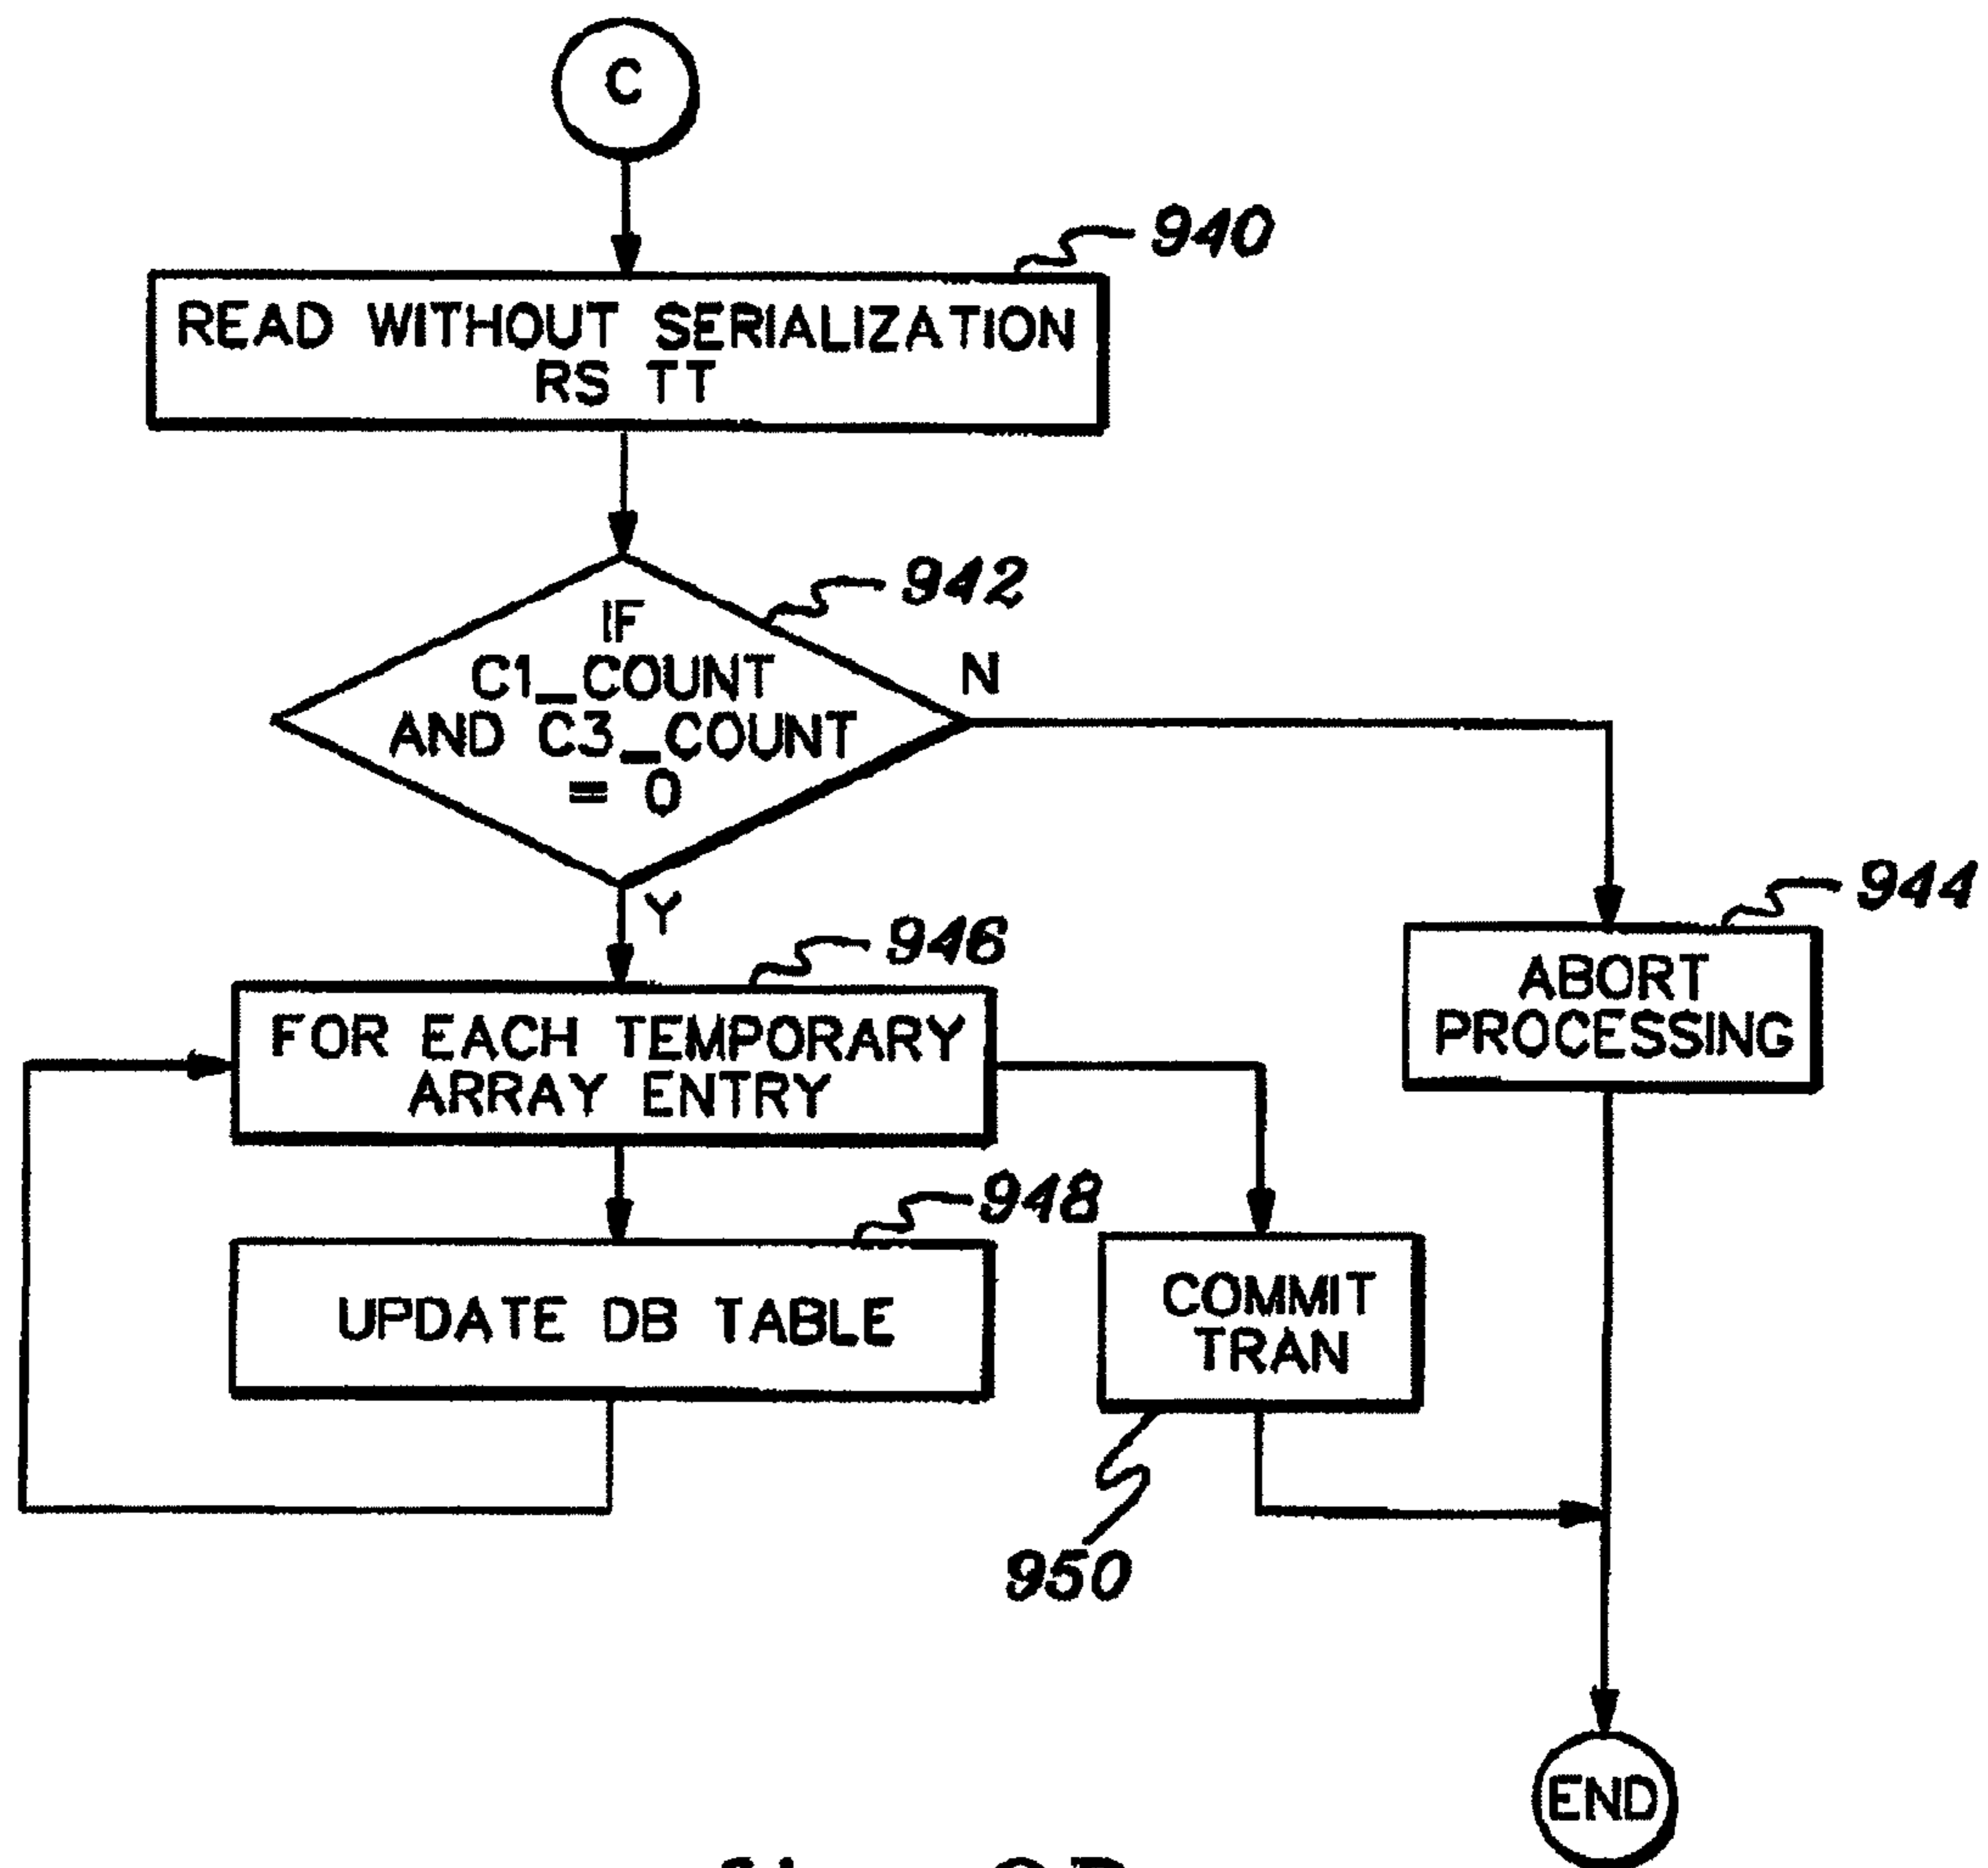 C
940
READ WITHOUT SERIALIZATION
RS TT
942
IF
C1_COUNT
AND C3_COUNT
= 0
N
Y
944
ABORT
PROCESSING
946
FOR EACH TEMPORARY
ARRAY ENTRY
948
UPDATE DB TABLE
COMMIT
TRAN
950
END